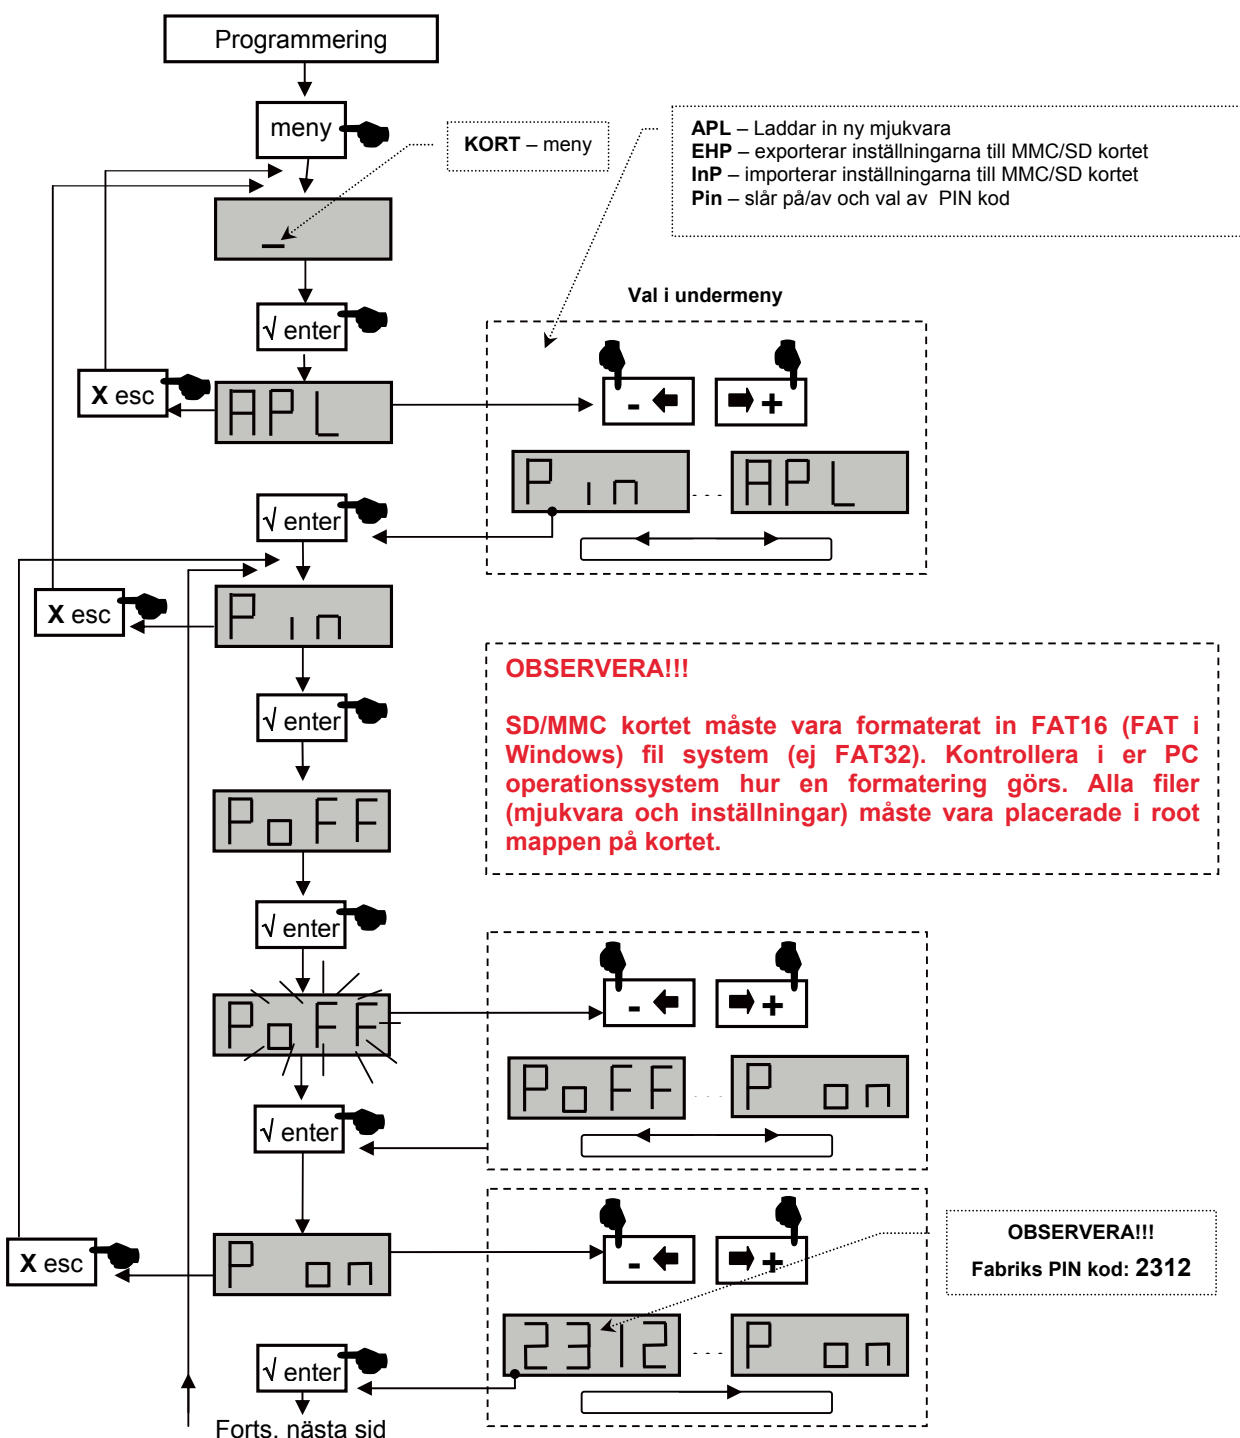 Programmering
meny
KORT – meny
APL – Laddar in ny mjukvara
EHP – exporterar inställningarna till MMC/SD kortet
InP – importerar inställningarna till MMC/SD kortet
Pin – slår på/av och val av PIN kod
_
√ enter
Val i undermeny
X esc
APL
- +
Pin - - - APL
√ enter
X esc
Pin
OBSERVERA!!!
SD/MMC kortet måste vara formaterat in FAT16 (FAT i
Windows) fil system (ej FAT32). Kontrollera i er PC
operationssystem hur en formatering görs. Alla filer
(mjukvara och inställningar) måste vara placerade i root
mappen på kortet.
√ enter
PoFF
√ enter
PoFF
- +
PoFF - - - P on
√ enter
X esc
P on
- +
OBSERVERA!!!
Fabriks PIN kod: 2312
2312 - - - P on
√ enter
Forts. nästa sid